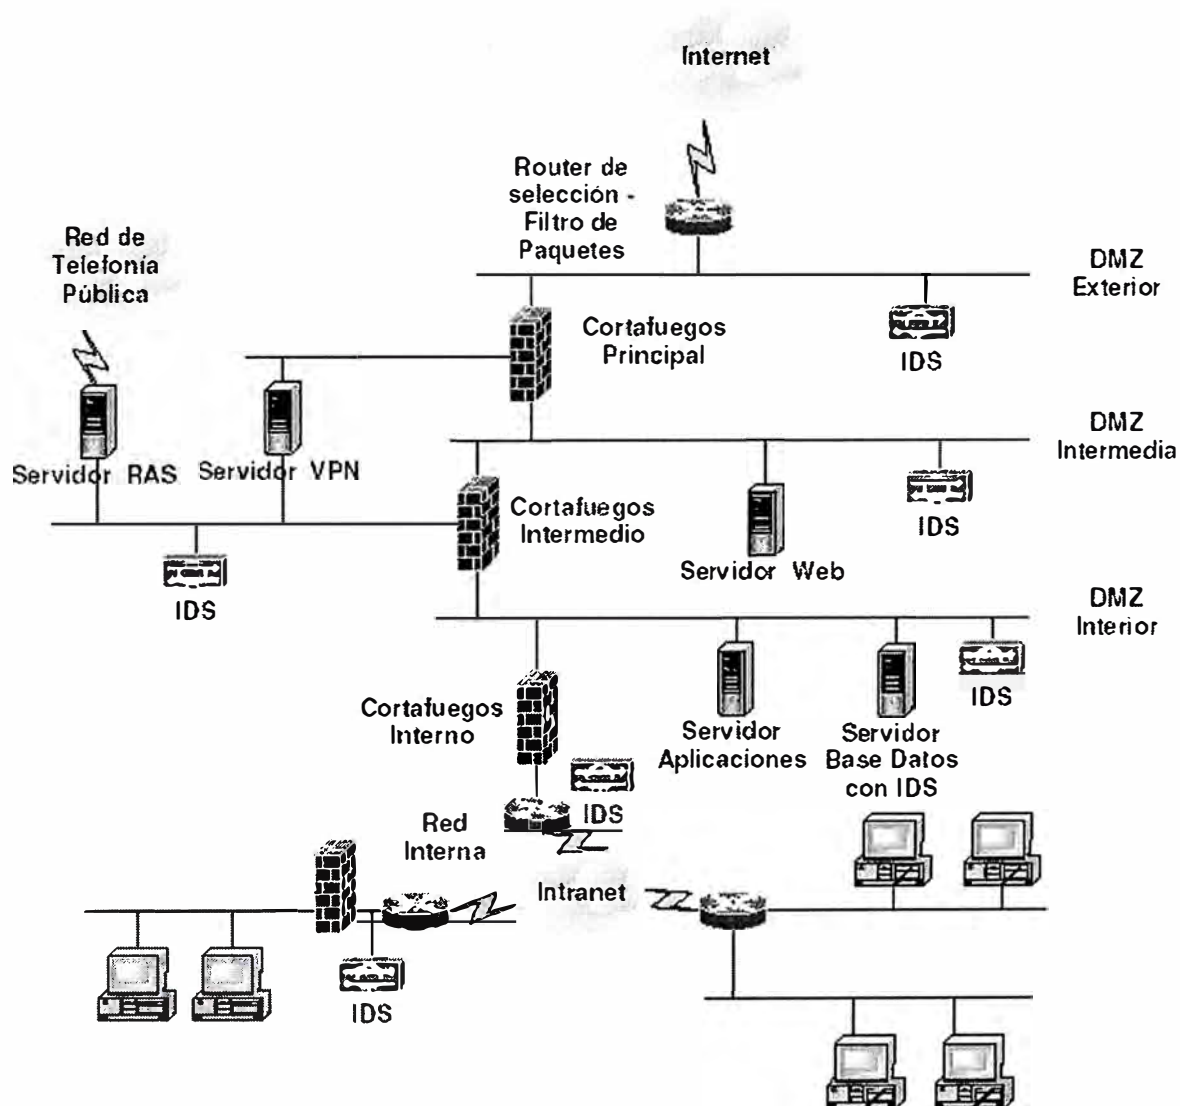 Internet
Router de
selección -
Filtro de
Paquetes
Red de
Telefonía
Pública
DMZ
Exterior
Cortafuegos
Principal
IDS
DMZ
Intermedia
Servidor RAS
Servidor VPN
Cortafuegos
Intermedio
IDS
Servidor Web
IDS
DMZ
Interior
Cortafuegos
Interno
IDS
Servidor
Aplicaciones
Servidor
Base Datos
con IDS
IDS
Red
Interna
Intranet
IDS